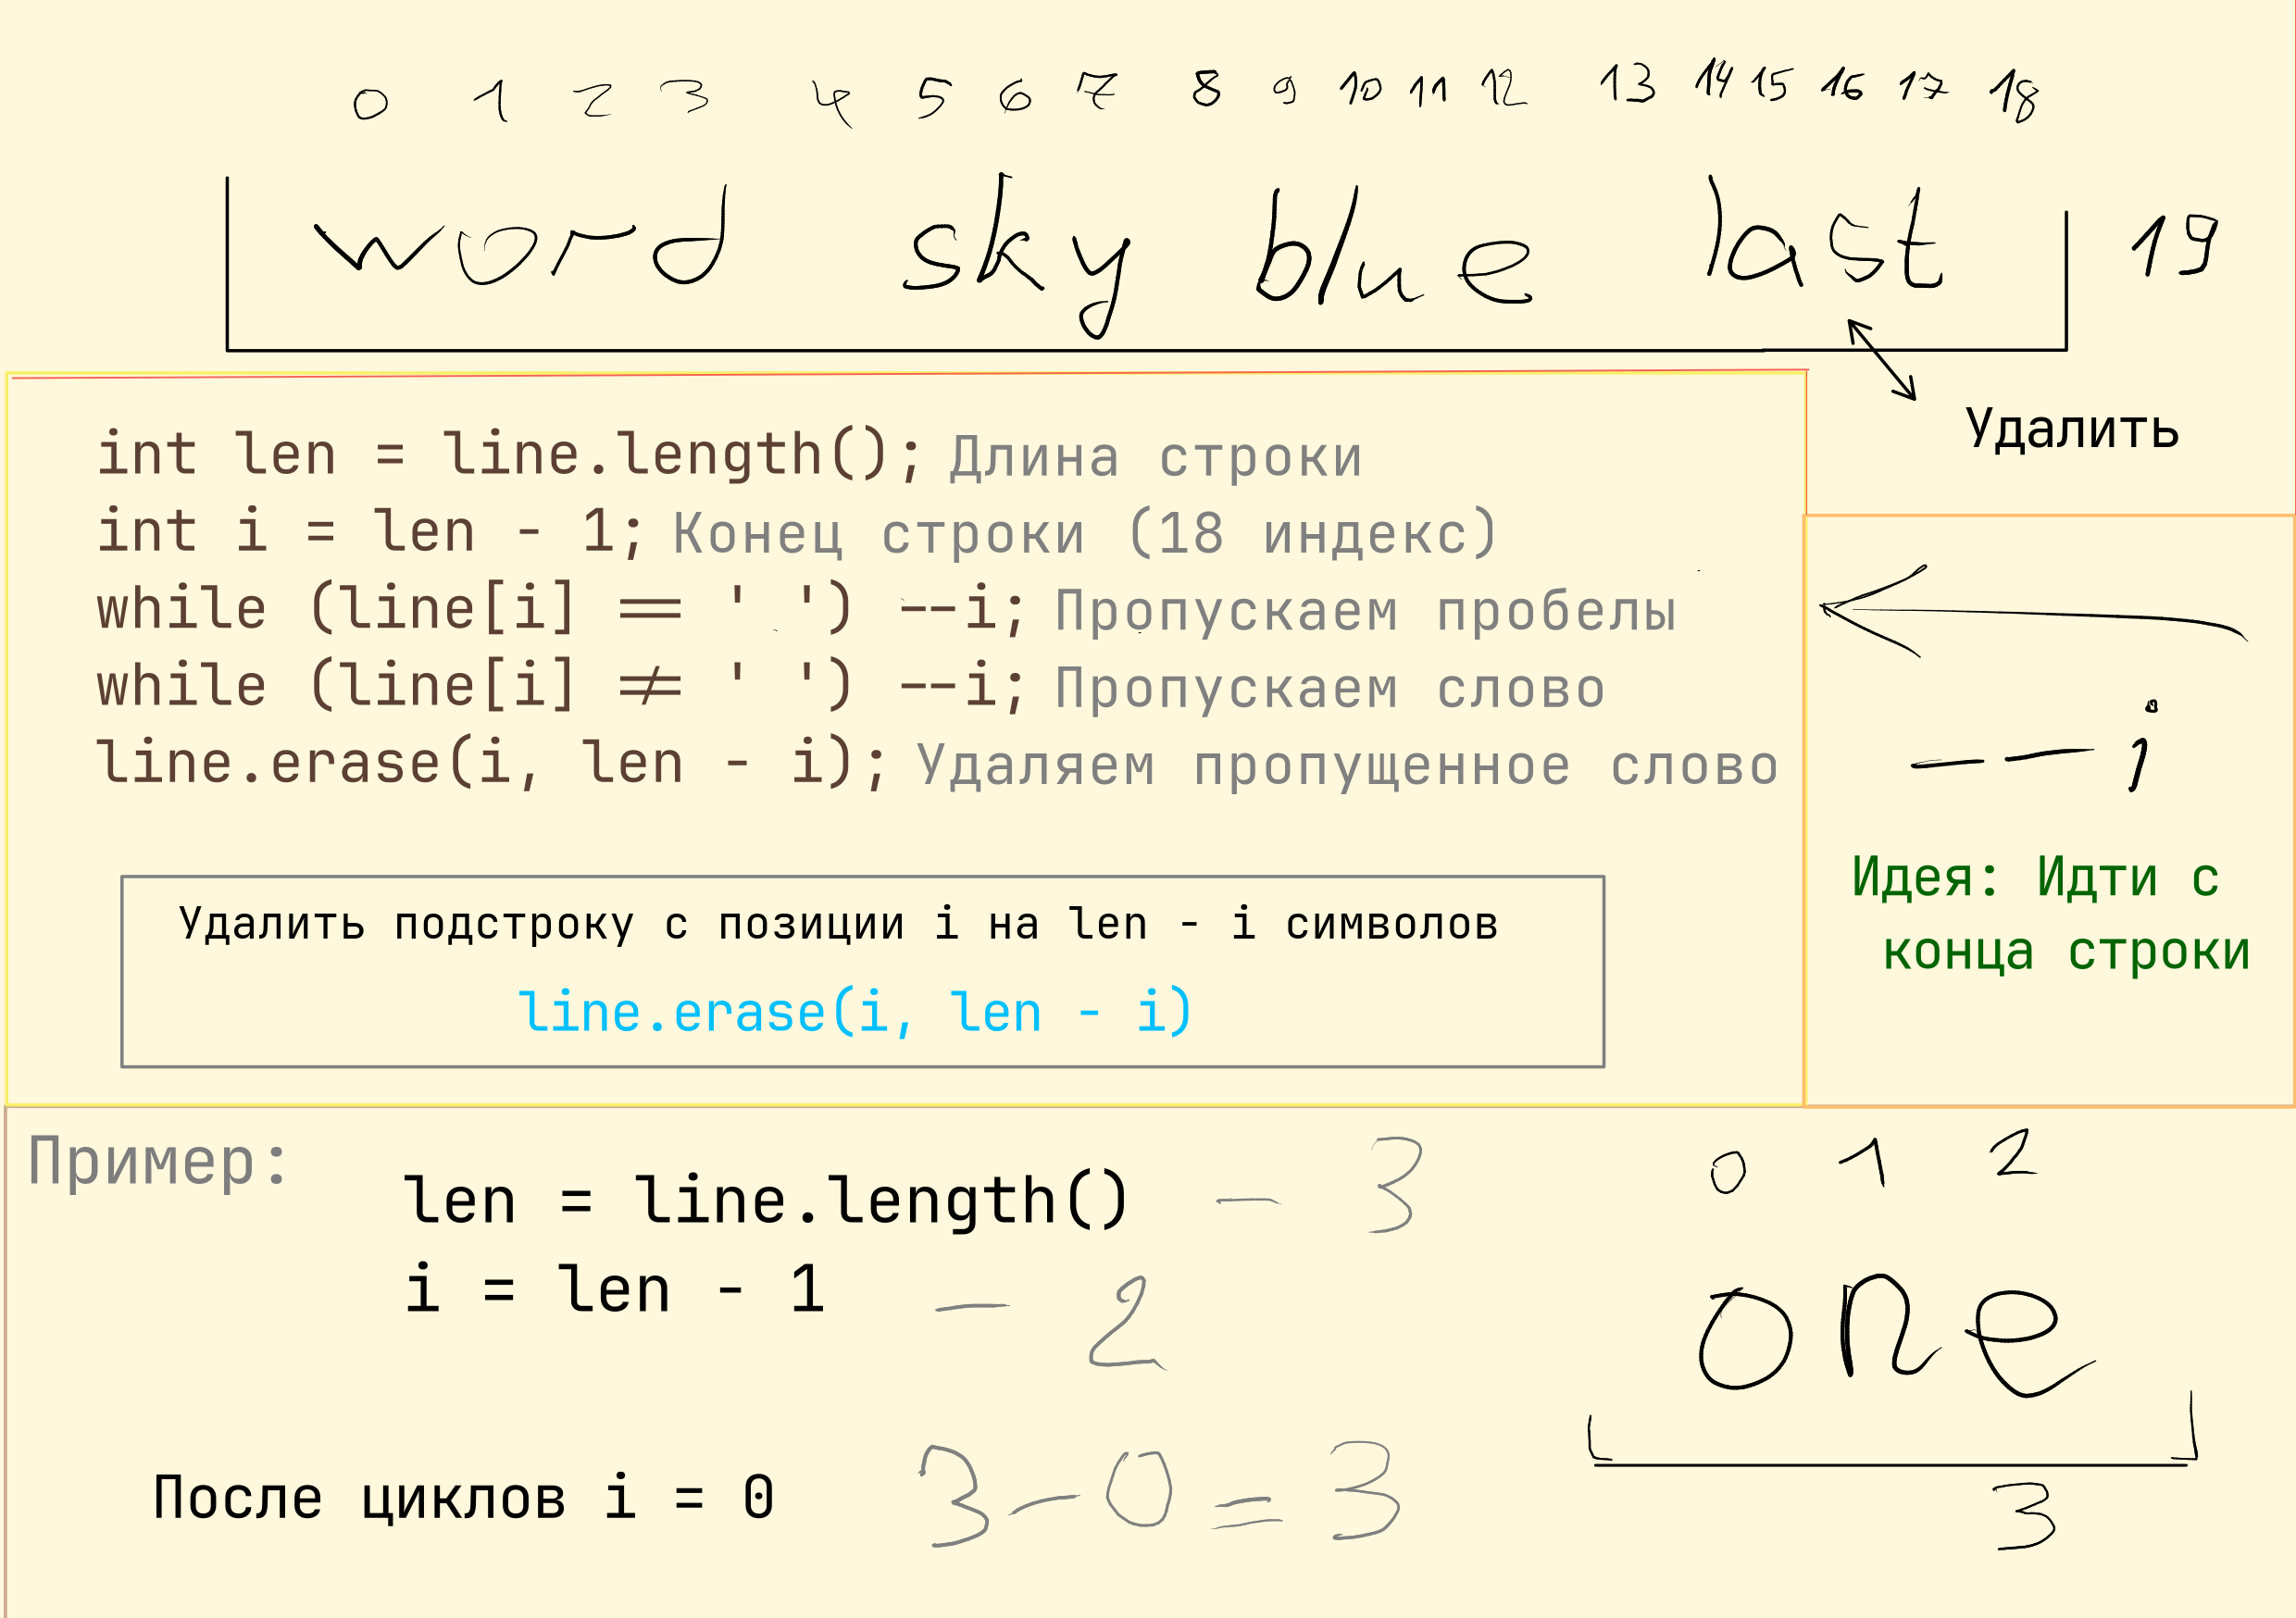 0 1 2 3 4 5 6 7 8 9 10 11 12 13 14 15 16 17 18
word sky blue last 19
Удалить
int len = line.length(); Длина строки
int i = len - 1; Конец строки (18 индекс)
while (line[i] == ' ') --i; Пропускаем пробелы
while (line[i] != ' ') --i; Пропускаем слово
line.erase(i, len - i); Удаляем пропущенное слово
Удалить подстроку с позиции i на len - i символов
line.erase(i, len - i)
--i
Идея: Идти с
конца строки
Пример:
len = line.length() - 3
i = len - 1 - 2
После циклов i = 0 3-0=3
0 1 2
one
3